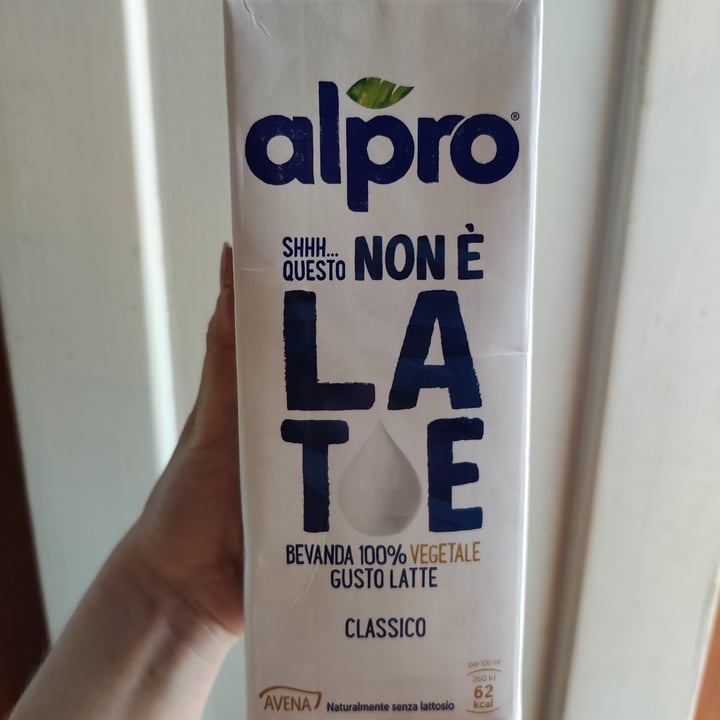 alpro®
SHHH...
QUESTO NON È
LA
T E
BEVANDA 100% VEGETALE
GUSTO LATTE
CLASSICO
per 100 ml
260 kJ
62
kcal
AVENA
Naturalmente senza lattosio